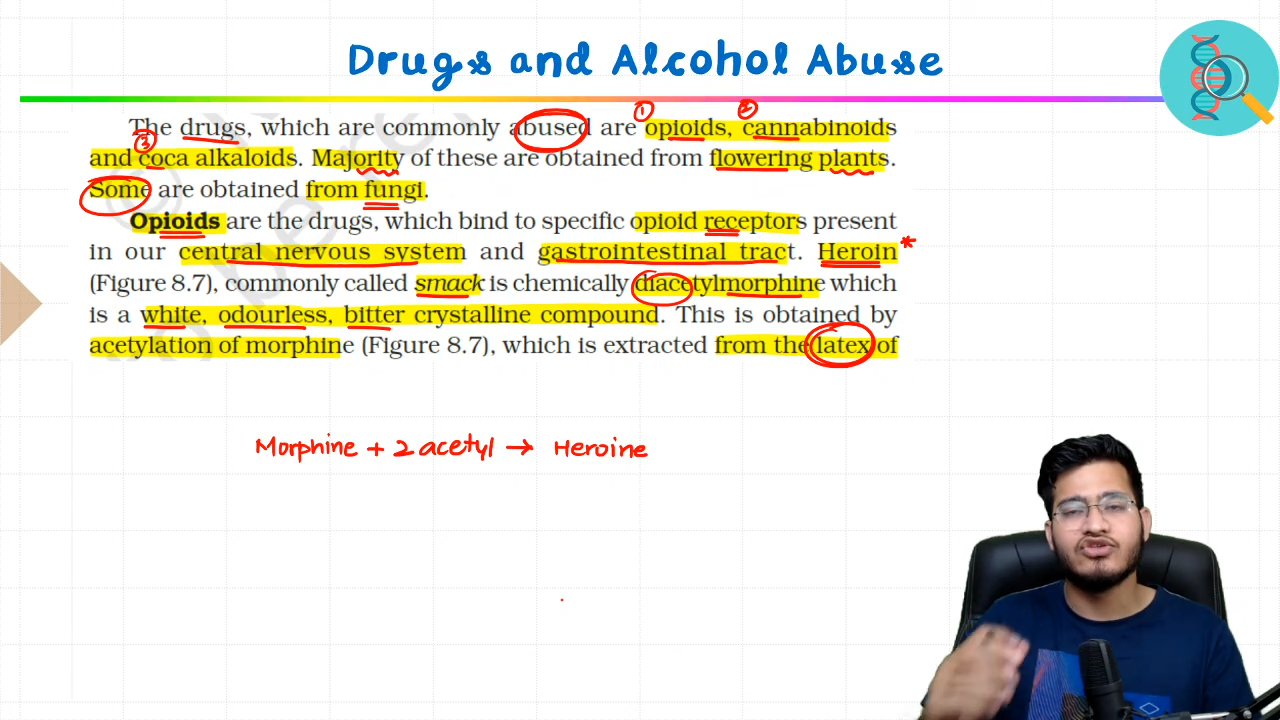 Drugs and Alcohol Abuse
The drugs, which are commonly abused are opioids, cannabinoids
and coca alkaloids. Majority of these are obtained from flowering plants.
Some are obtained from fungi.
Opioids are the drugs, which bind to specific opioid receptors present
in our central nervous system and gastrointestinal tract. Heroin*
(Figure 8.7), commonly called smack is chemically diacetylmorphine which
is a white, odourless, bitter crystalline compound. This is obtained by
acetylation of morphine (Figure 8.7), which is extracted from the latex of
Morphine + 2 acetyl → Heroine